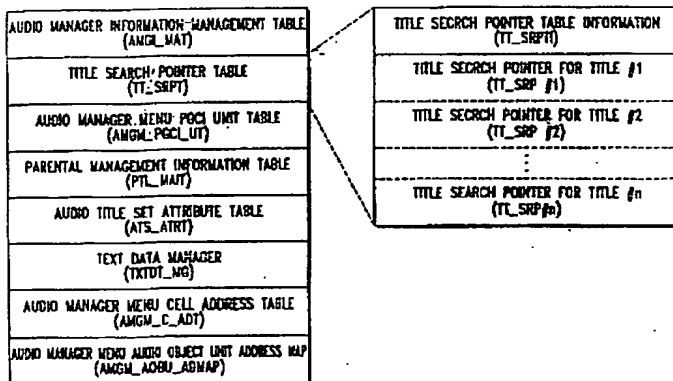 AUDIO MANAGER INFORMATION-MANAGEMENT TABLE
(AMGI_MAT)
TITLE SEARCH POINTER TABLE
(TT_SRPT)
AUDIO MANAGER MENU PGCI UNIT TABLE
(AMGM_PGCI_UT)
PARENTAL MANAGEMENT INFORMATION TABLE
(PTL_MAIT)
AUDIO TITLE SET ATTRIBUTE TABLE
(ATS_ATRT)
TEXT DATA MANAGER
(TXTDT_MG)
AUDIO MANAGER MENU CELL ADDRESS TABLE
(AMGM_C_ADT)
AUDIO MANAGER MENU AUDIO OBJECT UNIT ADDRESS MAP
(AMGM_AOBU_ADMAP)
TITLE SECRCH POINTER TABLE INFORMATION
(TT_SRPTI)
TITLE SECRCH POINTER FOR TITLE #1
(TT_SRP #1)
TITLE SECRCH POINTER FOR TITLE #2
(TT_SRP #2)
⋮
TITLE SEARCH POINTER FOR TITLE #n
(TT_SRP#n)